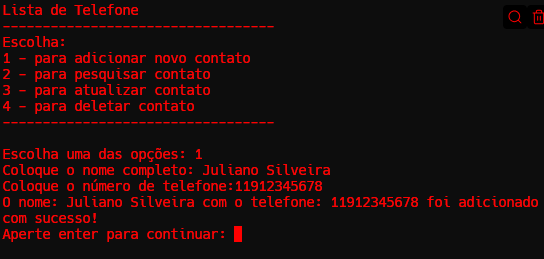 Lista de Telefone
----------------------------------
Escolha:
1 - para adicionar novo contato
2 - para pesquisar contato
3 - para atualizar contato
4 - para deletar contato
----------------------------------
Escolha uma das opções: 1
Coloque o nome completo: Juliano Silveira
Coloque o número de telefone:11912345678
O nome: Juliano Silveira com o telefone: 11912345678 foi adicionado
com sucesso!
Aperte enter para continuar: